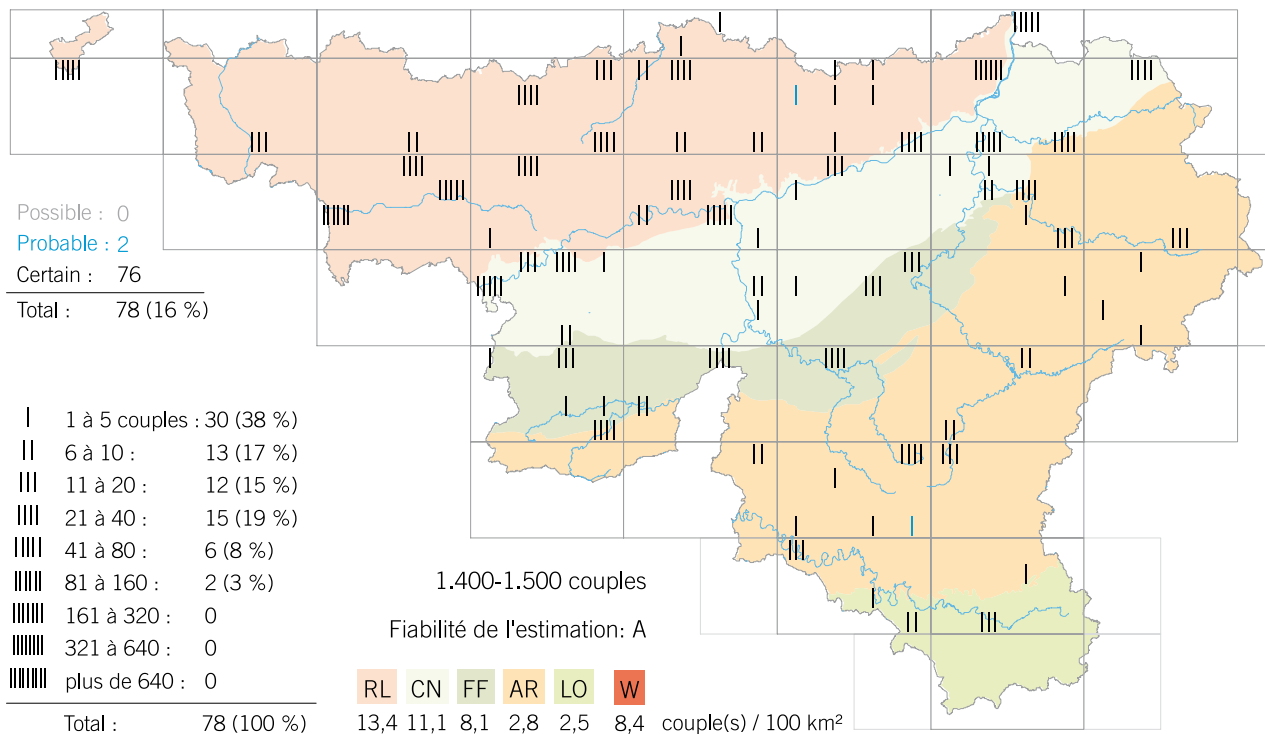 Possible : 0
Probable : 2
Certain : 76
Total : 78 (16 %)
1 à 5 couples : 30 (38 %)
6 à 10 : 13 (17 %)
11 à 20 : 12 (15 %)
21 à 40 : 15 (19 %)
41 à 80 : 6 (8 %)
81 à 160 : 2 (3 %)
161 à 320 : 0
321 à 640 : 0
plus de 640 : 0
Total : 78 (100 %)
1.400-1.500 couples
Fiabilité de l'estimation: A
RL CN FF AR LO W
13,4 11,1 8,1 2,8 2,5 8,4 couple(s) / 100 km²